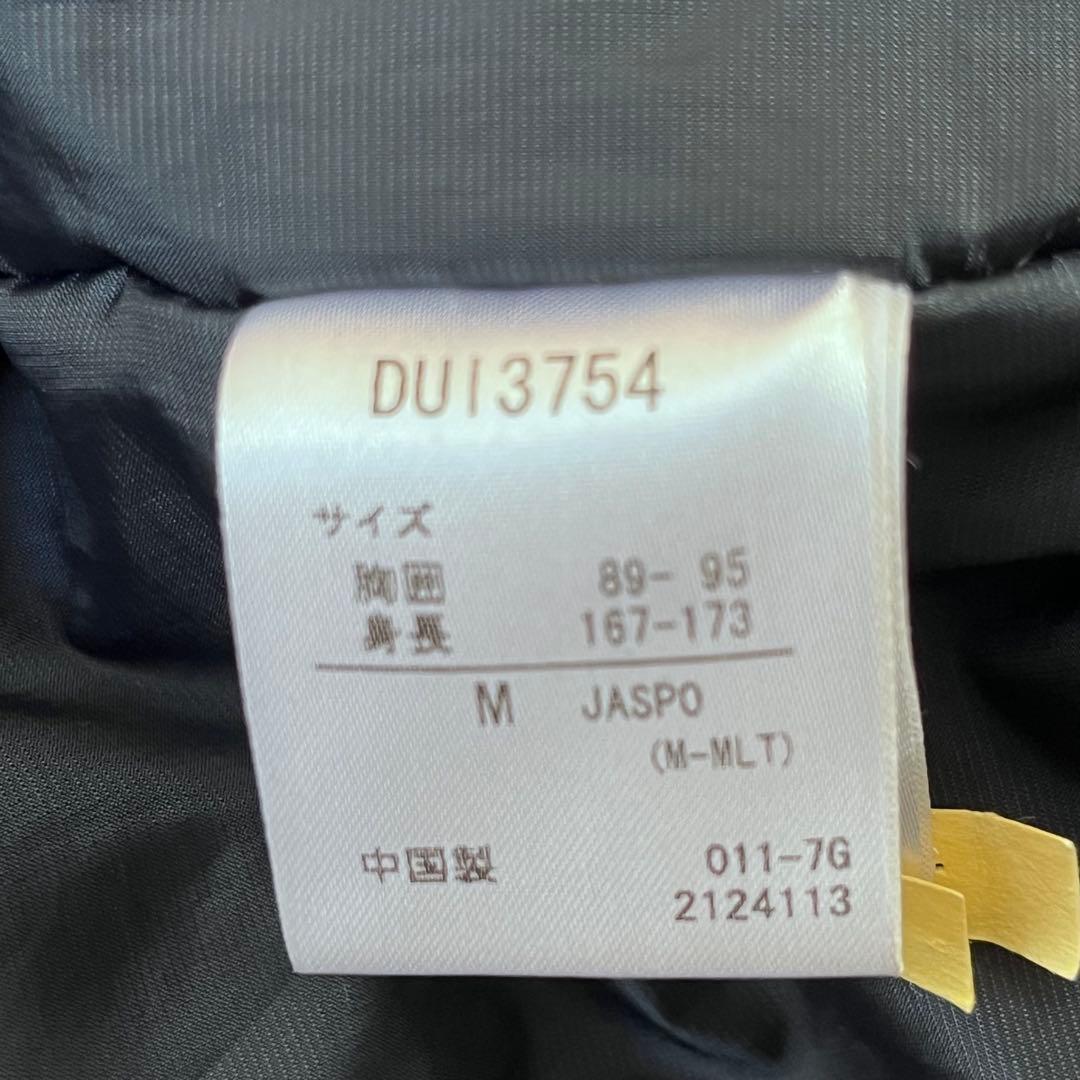 DUI3754
サイズ
胸囲 89- 95
身長 167-173
M JASPO
(M-MLT)
中国製 011-7G
2124113